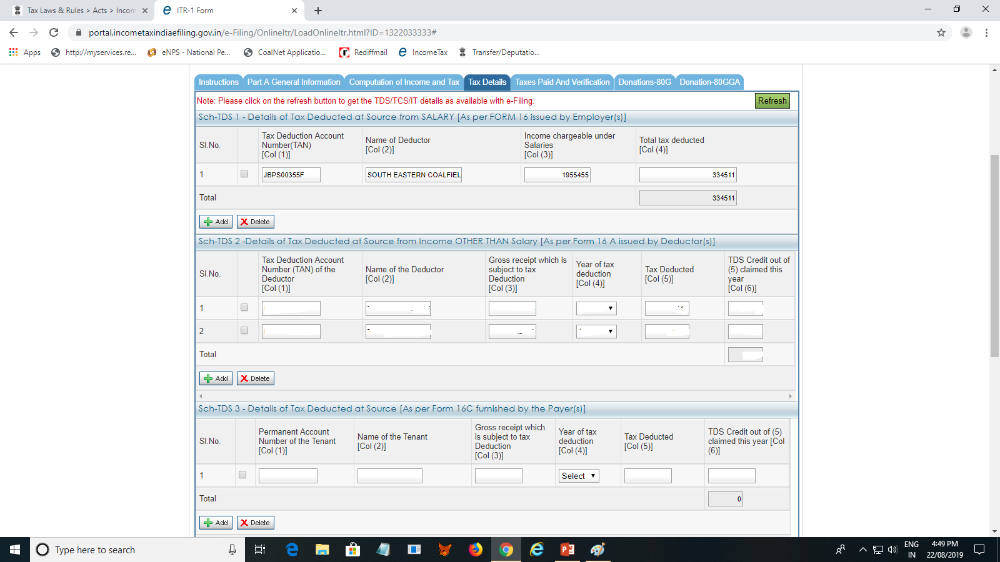 Tax Laws & Rules > Acts > Incom
ITR-1 Form
portal.incometaxindiaefiling.gov.in/e-Filing/OnlineItr/LoadOnlineItr.html?ID=1322033333#
Apps http://myservices.re... eNPS - National Pe... CoalNet Applicatio... Rediffmail IncomeTax Transfer/Deputatio...
Instructions Part A General Information Computation of Income and Tax Tax Details Taxes Paid And Verification Donations-80G Donation-80GGA
Note: Please click on the refresh button to get the TDS/TCS/IT details as available with e-Filing. Refresh
Sch-TDS 1 - Details of Tax Deducted at Source from SALARY [As per FORM 16 issued by Employer(s)]
SI.No. Tax Deduction Account Number(TAN) [Col (1)] Name of Deductor [Col (2)] Income chargeable under Salaries [Col (3)] Total tax deducted [Col (4)]
1 JBPS00355F SOUTH EASTERN COALFIEL 1955455 334511
Total 334511
Add Delete
Sch-TDS 2 -Details of Tax Deducted at Source from Income OTHER THAN Salary [As per Form 16 A issued by Deductor(s)]
SI.No. Tax Deduction Account Number (TAN) of the Deductor [Col (1)] Name of the Deductor [Col (2)] Gross receipt which is subject to tax Deduction [Col (3)] Year of tax deduction [Col (4)] Tax Deducted [Col (5)] TDS Credit out of (5) claimed this year [Col (6)]
1
2
Total
Add Delete
Sch-TDS 3 - Details of Tax Deducted at Source [As per Form 16C furnished by the Payer(s)]
SI.No. Permanent Account Number of the Tenant [Col (1)] Name of the Tenant [Col (2)] Gross receipt which is subject to tax Deduction [Col (3)] Year of tax deduction [Col (4)] Tax Deducted [Col (5)] TDS Credit out of (5) claimed this year [Col (6)]
1 Select
Total 0
Add Delete
Type here to search
ENG IN
4:49 PM
22/08/2019